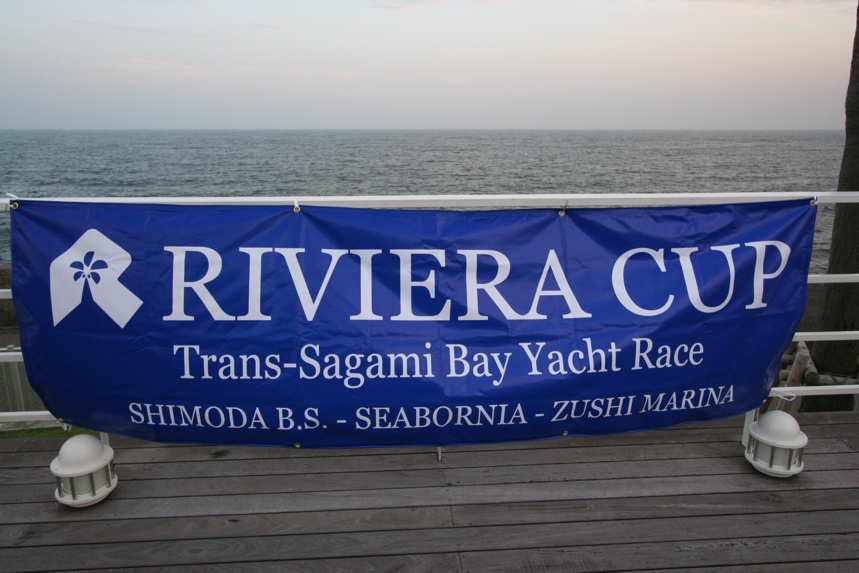 RIVIERA CUP
Trans-Sagami Bay Yacht Race
SHIMODA B.S. - SEABORNIA - ZUSHI MARINA